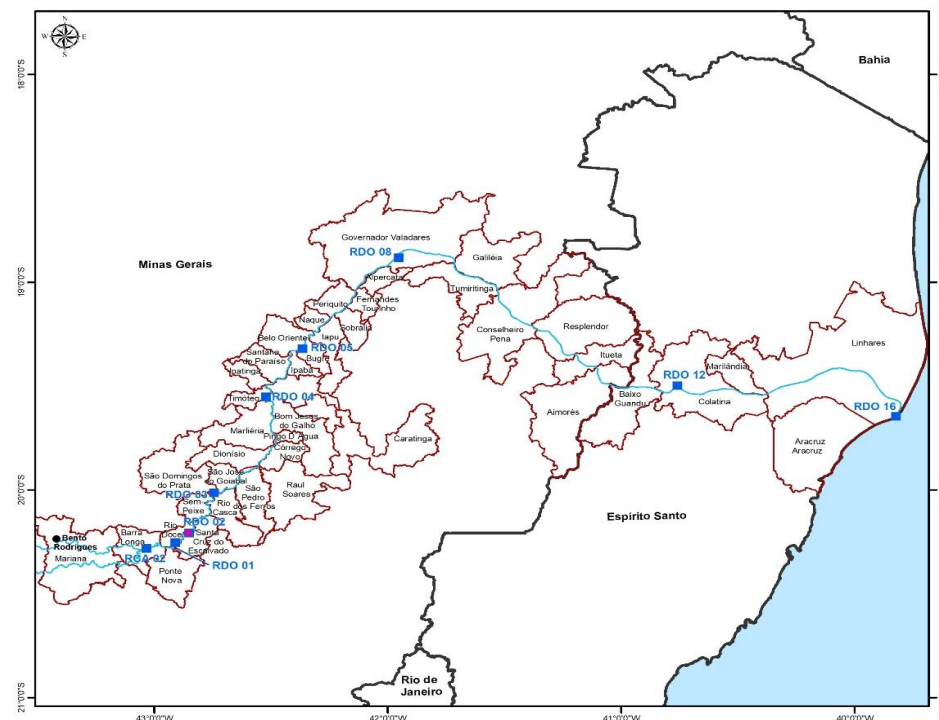 N
W E
S
Bahia
18°0'0"S
Minas Gerais
Governador Valadares
RDO 08
Galiléia
19°0'0"S
Alpercata
Tumiritinga
Periquito
Fernandes
Tourinho
Naque
Sobrália
Belo Oriente
Iapu
RDO 05
Bugre
Santana
do Paraíso
Ipatinga
Ipaba
Conselheiro
Pena
Resplendor
Itueta
Linhares
Marilândia
RDO 12
Baixo
Guandu
Colatina
RDO 16
Timóteo
RDO 04
Aimorés
Bom Jesus
do Galho
Marliéria
Pingo D´Agua
Caratinga
Córrego
Novo
Aracruz
Aracruz
Dionísio
São José
do Goiabal
São Domingos
do Prata
São
Pedro
dos Ferros
Raul
Soares
20°0'0"S
RDO 03
Sem
Peixe
Rio
Casca
Espírito Santo
RDO 02
Rio
Doce
Santa
Cruz do
Escalvado
Barra
Longa
Bento
Rodrigues
Mariana
RCA 02
RDO 01
Ponte
Nova
Rio de
Janeiro
21°0'0"S
43°0'0"W
42°0'0"W
41°0'0"W
40°0'0"W